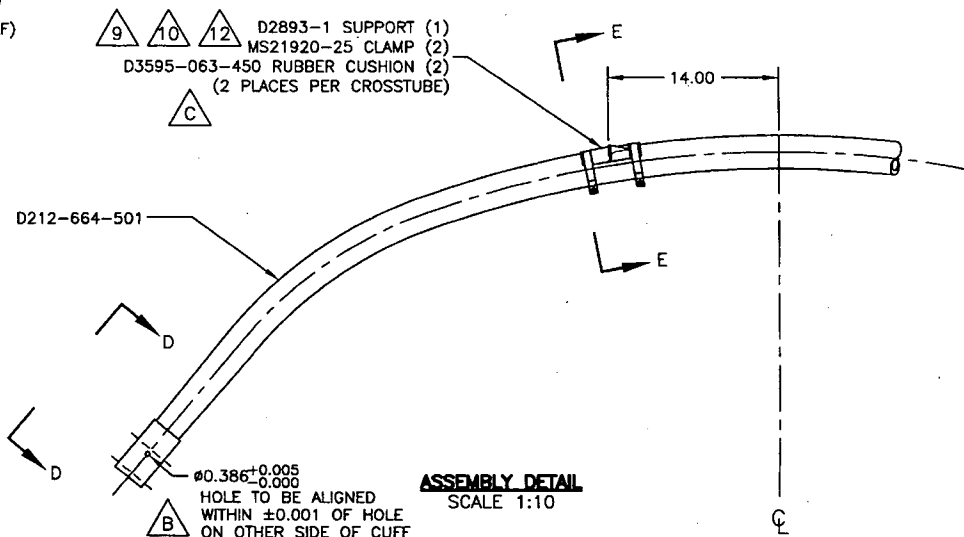 F)
9 10 12 D2893-1 SUPPORT (1)
MS21920-25 CLAMP (2)
D3595-063-450 RUBBER CUSHION (2)
(2 PLACES PER CROSSTUBE)
C
E
14.00
D212-664-501
E
D
D
Ø0.386 +0.005
-0.000
HOLE TO BE ALIGNED
WITHIN ±0.001 OF HOLE
B ON OTHER SIDE OF CUFF
ASSEMBLY DETAIL
SCALE 1:10
℄